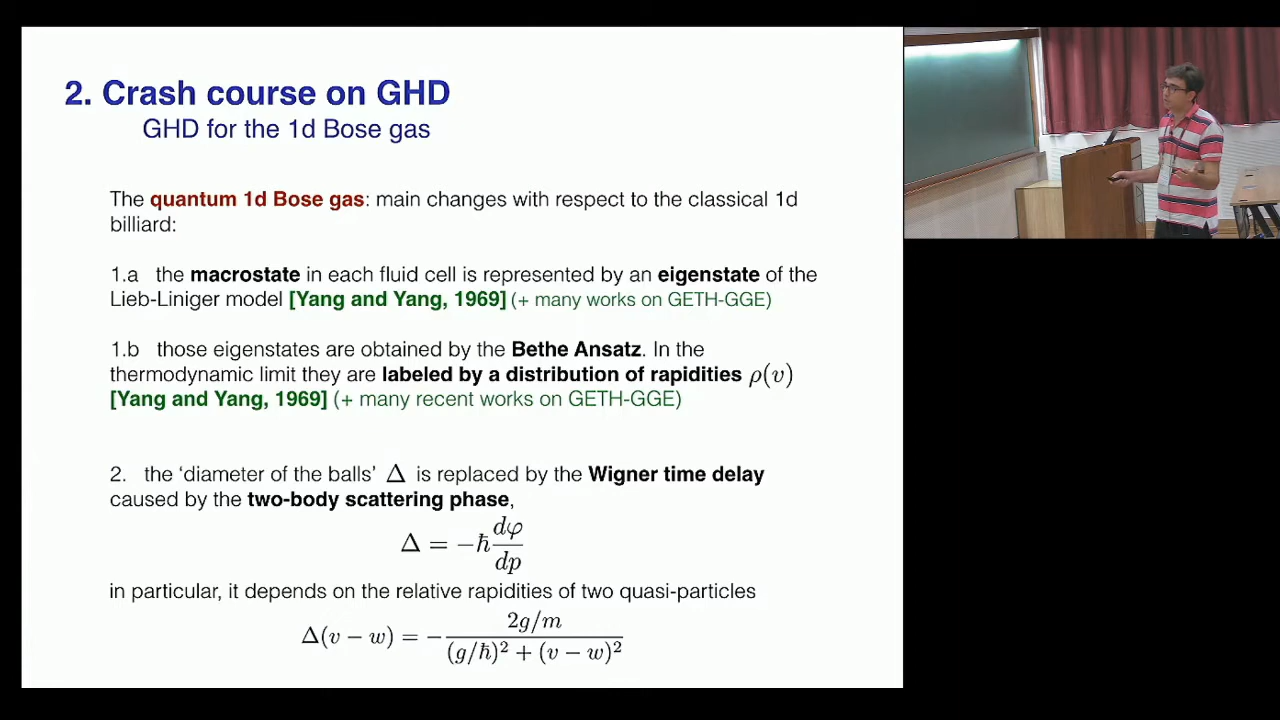 2. Crash course on GHD
GHD for the 1d Bose gas
The quantum 1d Bose gas: main changes with respect to the classical 1d
billiard:
1.a the macrostate in each fluid cell is represented by an eigenstate of the
Lieb-Liniger model [Yang and Yang, 1969] (+ many works on GETH-GGE)
1.b those eigenstates are obtained by the Bethe Ansatz. In the
thermodynamic limit they are labeled by a distribution of rapidities ρ(v)
[Yang and Yang, 1969] (+ many recent works on GETH-GGE)
2. the ‘diameter of the balls’ Δ is replaced by the Wigner time delay
caused by the two-body scattering phase,
Δ = −ħ dφ/dp
in particular, it depends on the relative rapidities of two quasi-particles
Δ(v − w) = − 2g/m / ((g/ħ)² + (v − w)²)